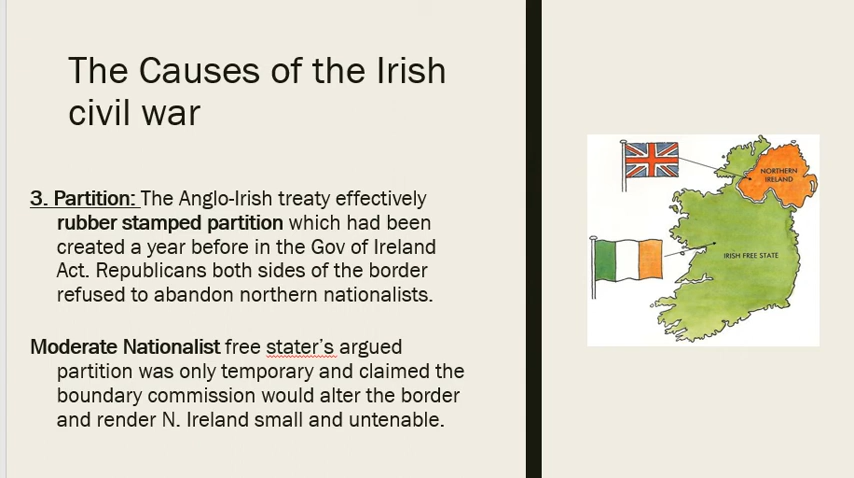 The Causes of the Irish
civil war
3. Partition: The Anglo-Irish treaty effectively
rubber stamped partition which had been
created a year before in the Gov of Ireland
Act. Republicans both sides of the border
refused to abandon northern nationalists.
Moderate Nationalist free stater's argued
partition was only temporary and claimed the
boundary commission would alter the border
and render N. Ireland small and untenable.
NORTHERN
IRELAND
IRISH FREE STATE